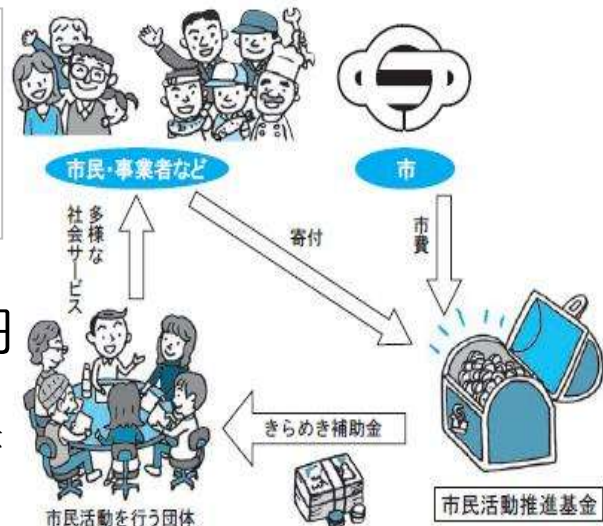 市民・事業者など
市
多様な
社会サービス
寄付
市費
円
きらめき補助金
市民活動を行う団体
市民活動推進基金